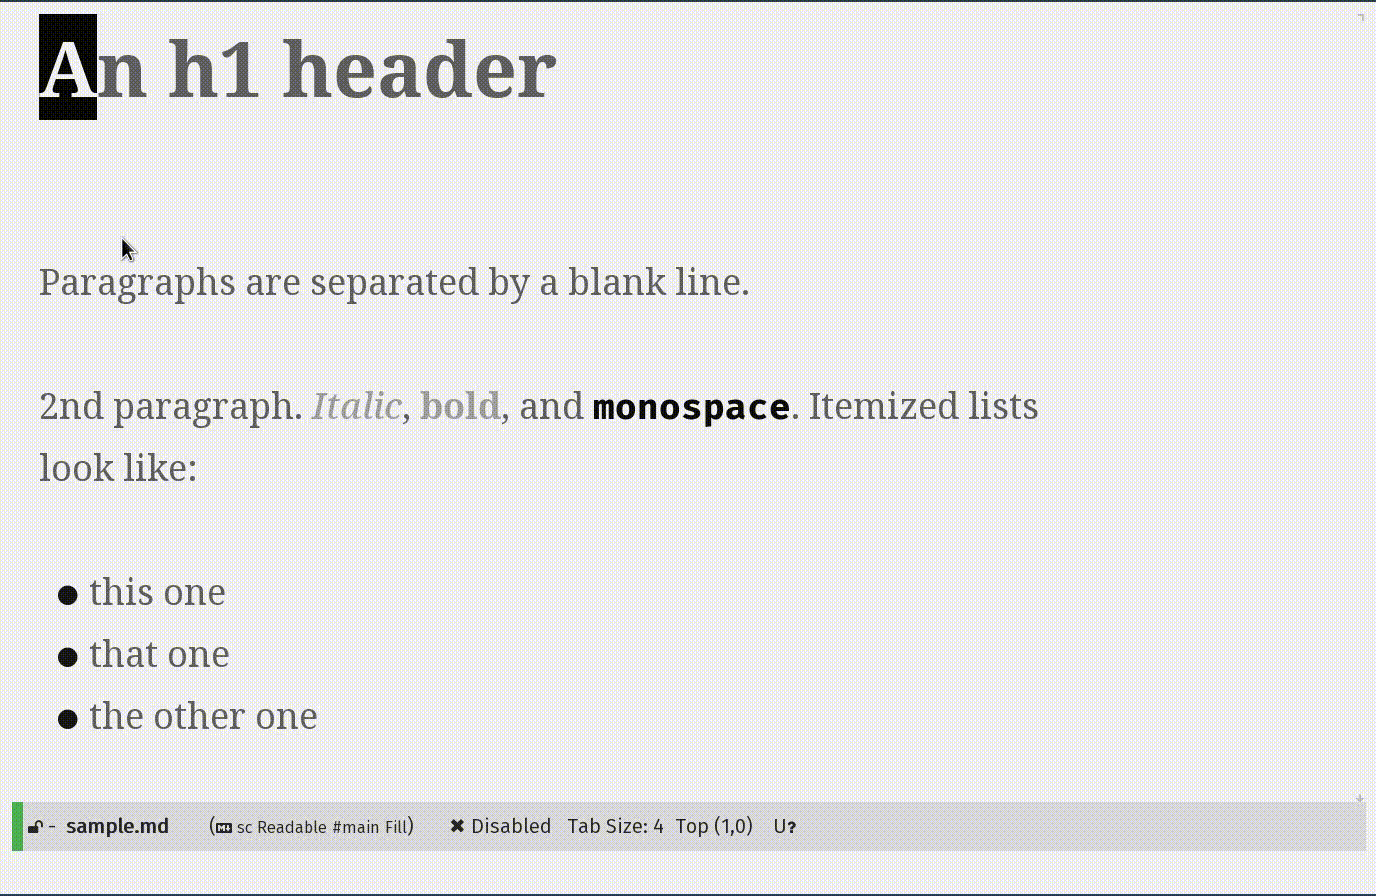 An h1 header
Paragraphs are separated by a blank line.
2nd paragraph. Italic, bold, and monospace. Itemized lists
look like:
● this one
● that one
● the other one
- sample.md (sc Readable #main Fill) ✖ Disabled Tab Size: 4 Top (1,0) U?